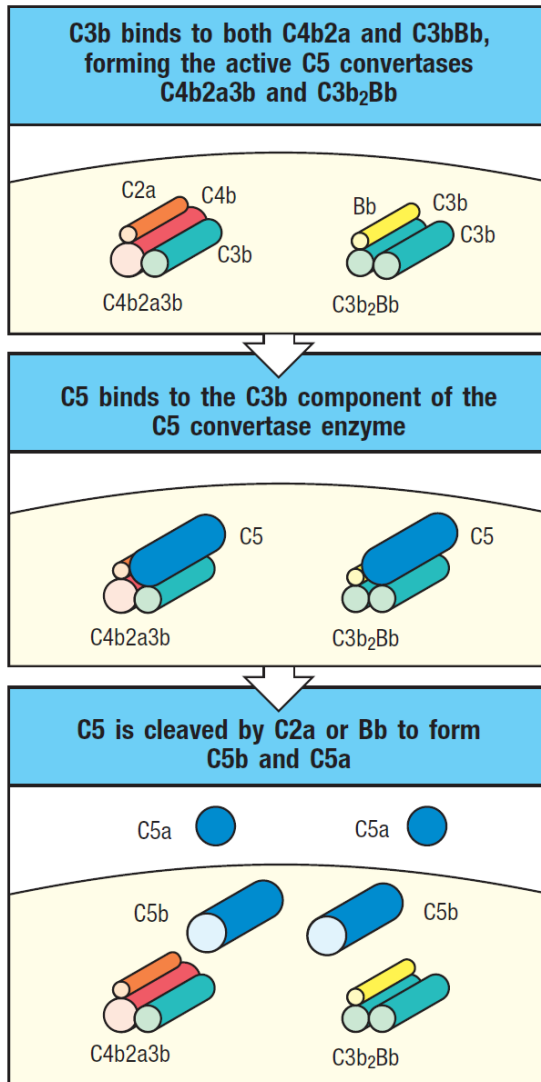 C3b binds to both C4b2a and C3bBb,
forming the active C5 convertases
C4b2a3b and C3b₂Bb
C2a
C4b
C3b
C4b2a3b
Bb
C3b
C3b
C3b₂Bb
C5 binds to the C3b component of the
C5 convertase enzyme
C5
C4b2a3b
C5
C3b₂Bb
C5 is cleaved by C2a or Bb to form
C5b and C5a
C5a
C5a
C5b
C5b
C4b2a3b
C3b₂Bb